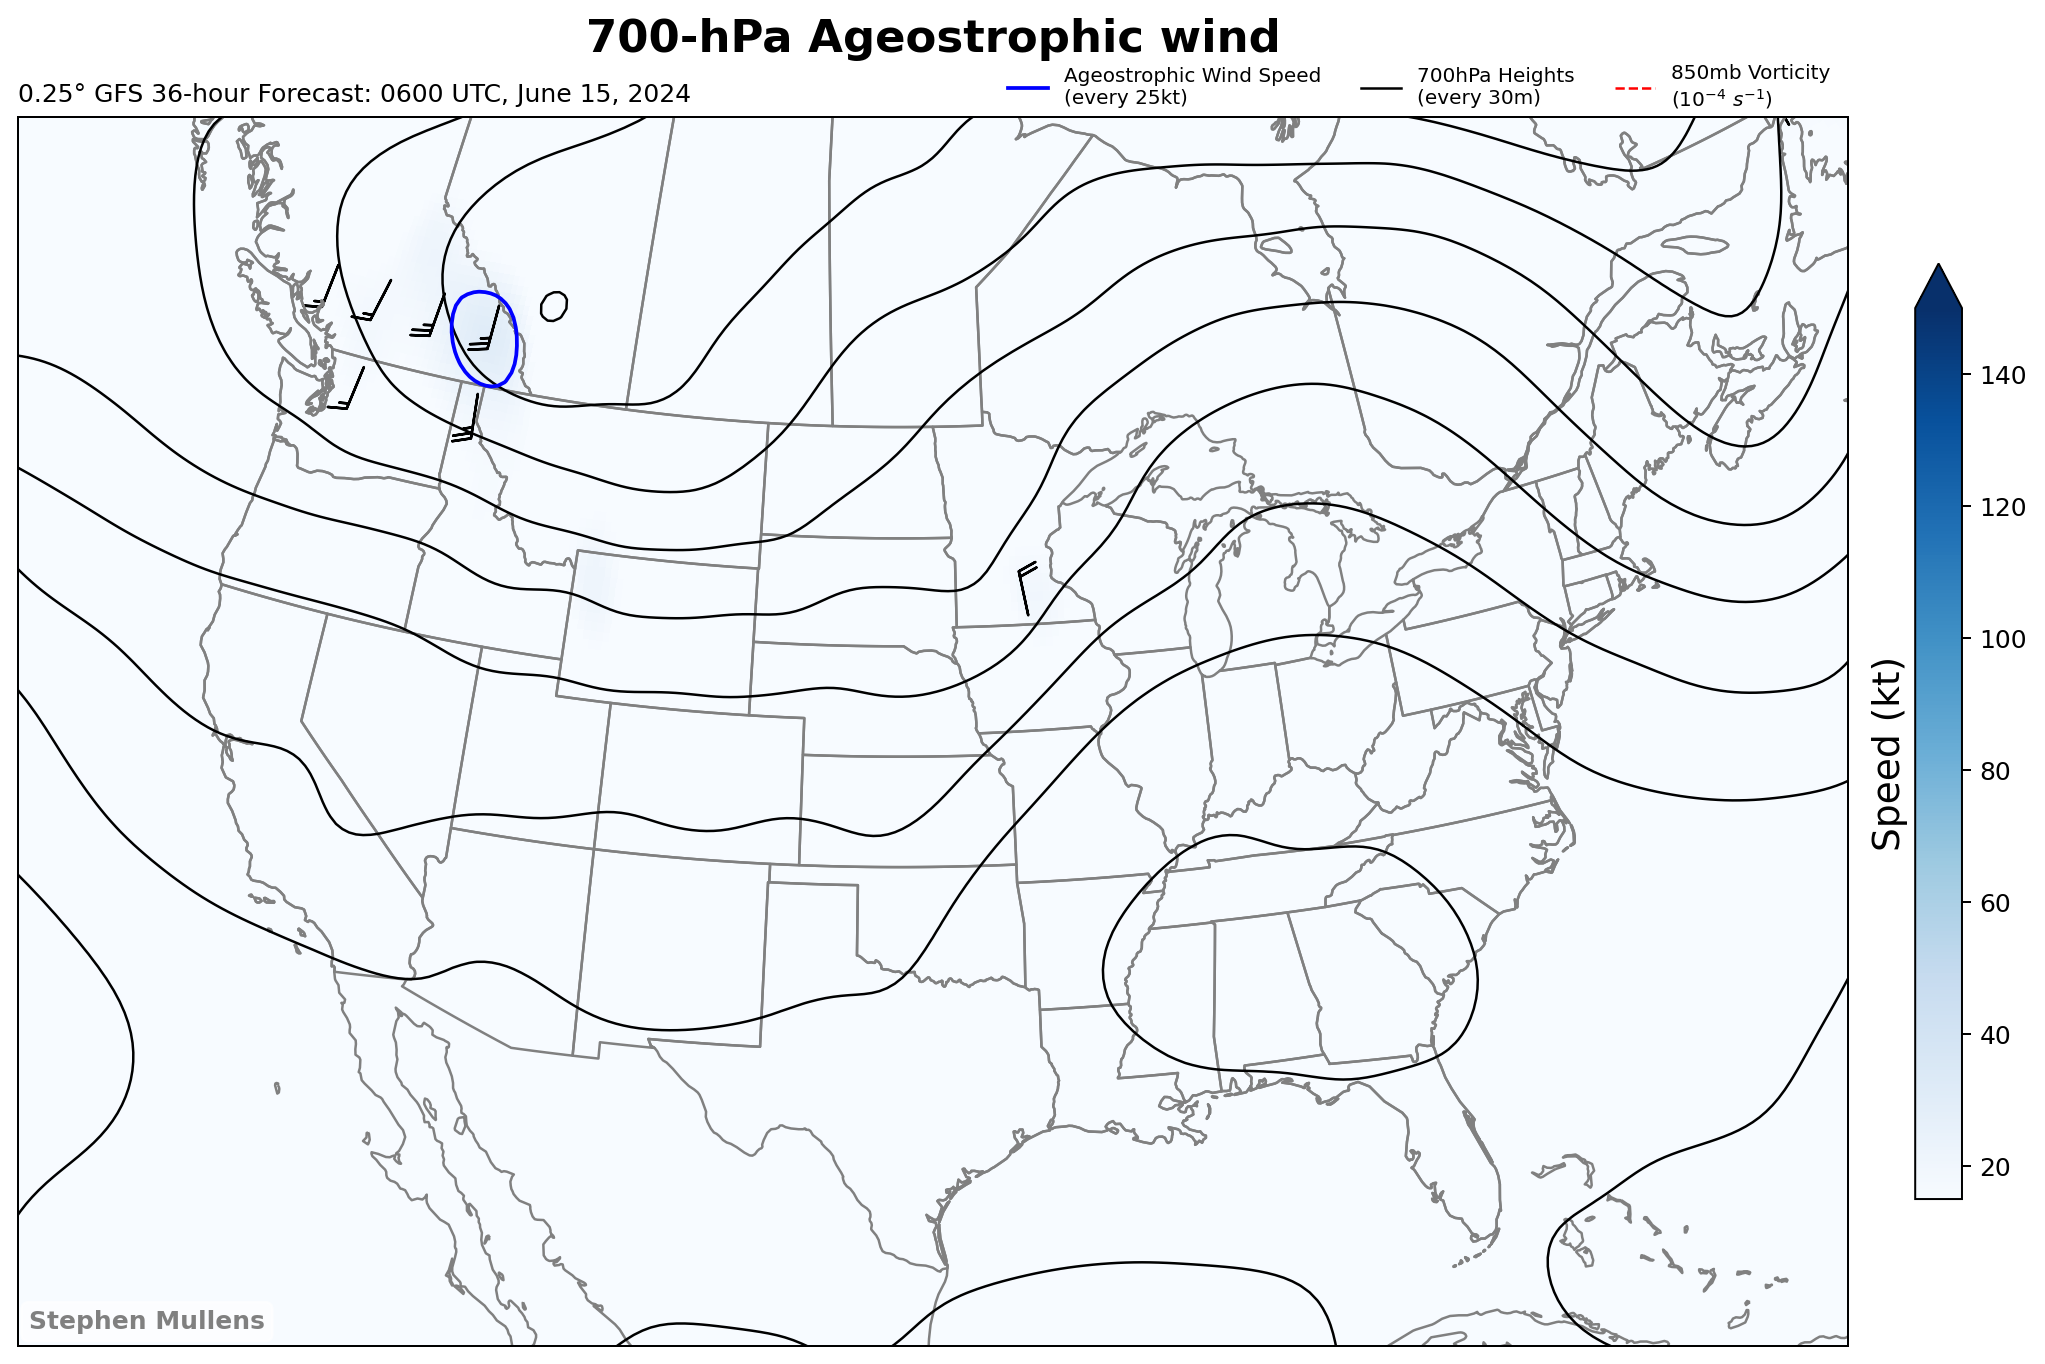 700-hPa Ageostrophic wind
0.25° GFS 36-hour Forecast: 0600 UTC, June 15, 2024
Ageostrophic Wind Speed
(every 25kt)
700hPa Heights
(every 30m)
850mb Vorticity
(10⁻⁴ s⁻¹)
140
120
100
80
60
40
20
Speed (kt)
Stephen Mullens